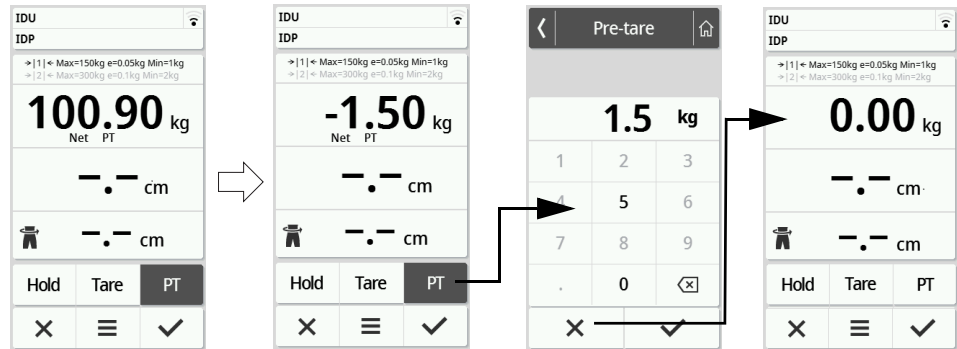 IDU
IDP
➔|1|← Max=150kg e=0.05kg Min=1kg
➔|2|← Max=300kg e=0.1kg Min=2kg
100.90 kg
Net PT
-.- cm
-.- cm
Hold Tare PT
IDU
IDP
➔|1|← Max=150kg e=0.05kg Min=1kg
➔|2|← Max=300kg e=0.1kg Min=2kg
-1.50 kg
Net PT
-.- cm
-.- cm
Hold Tare PT
Pre-tare
1.5 kg
1 2 3
4 5 6
7 8 9
. 0
IDU
IDP
➔|1|← Max=150kg e=0.05kg Min=1kg
➔|2|← Max=300kg e=0.1kg Min=2kg
0.00 kg
-.- cm
-.- cm
Hold Tare PT